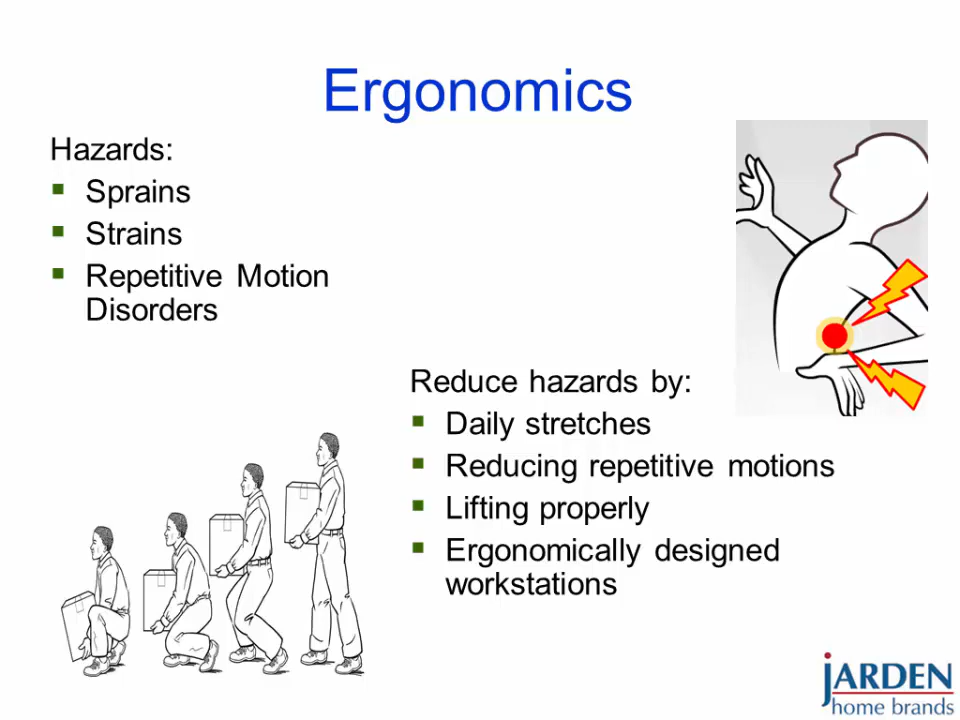 Ergonomics
Hazards:
Sprains
Strains
Repetitive Motion
Disorders
Reduce hazards by:
Daily stretches
Reducing repetitive motions
Lifting properly
Ergonomically designed
workstations
JARDEN
home brands